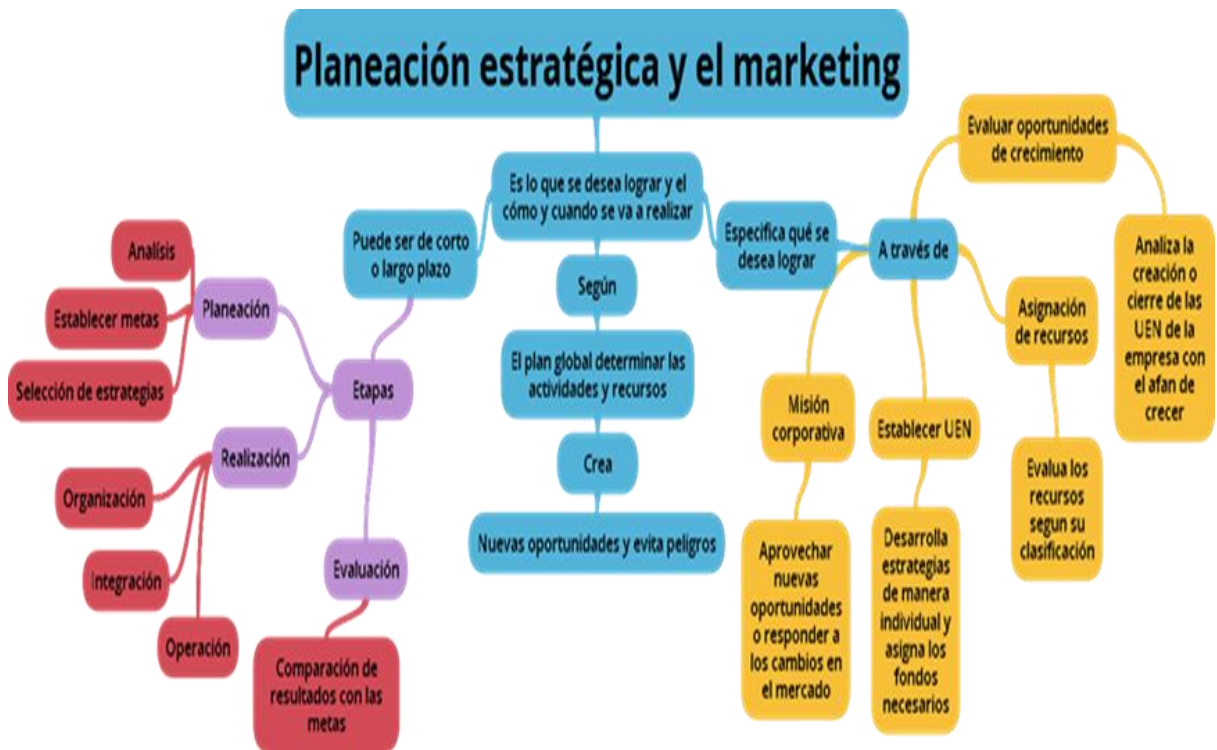 Planeación estratégica y el marketing
Es lo que se desea lograr y el
cómo y cuando se va a realizar
Puede ser de corto
o largo plazo
Etapas
Planeación
Analísis
Establecer metas
Selección de estrategias
Realización
Organización
Integración
Operación
Evaluación
Comparación de
resultados con las
metas
Según
El plan global determinar las
actividades y recursos
Crea
Nuevas oportunidades y evita peligros
Especifica qué se
desea lograr
A través de
Misión
corporativa
Aprovechar
nuevas
oportunidades
o responder a
los cambios en
el mercado
Establecer UEN
Desarrolla
estrategias
de manera
individual y
asigna los
fondos
necesarios
Asignación
de recursos
Evalua los
recursos
segun su
clasificación
Evaluar oportunidades
de crecimiento
Analiza la
creación o
cierre de las
UEN de la
empresa con
el afan de
crecer